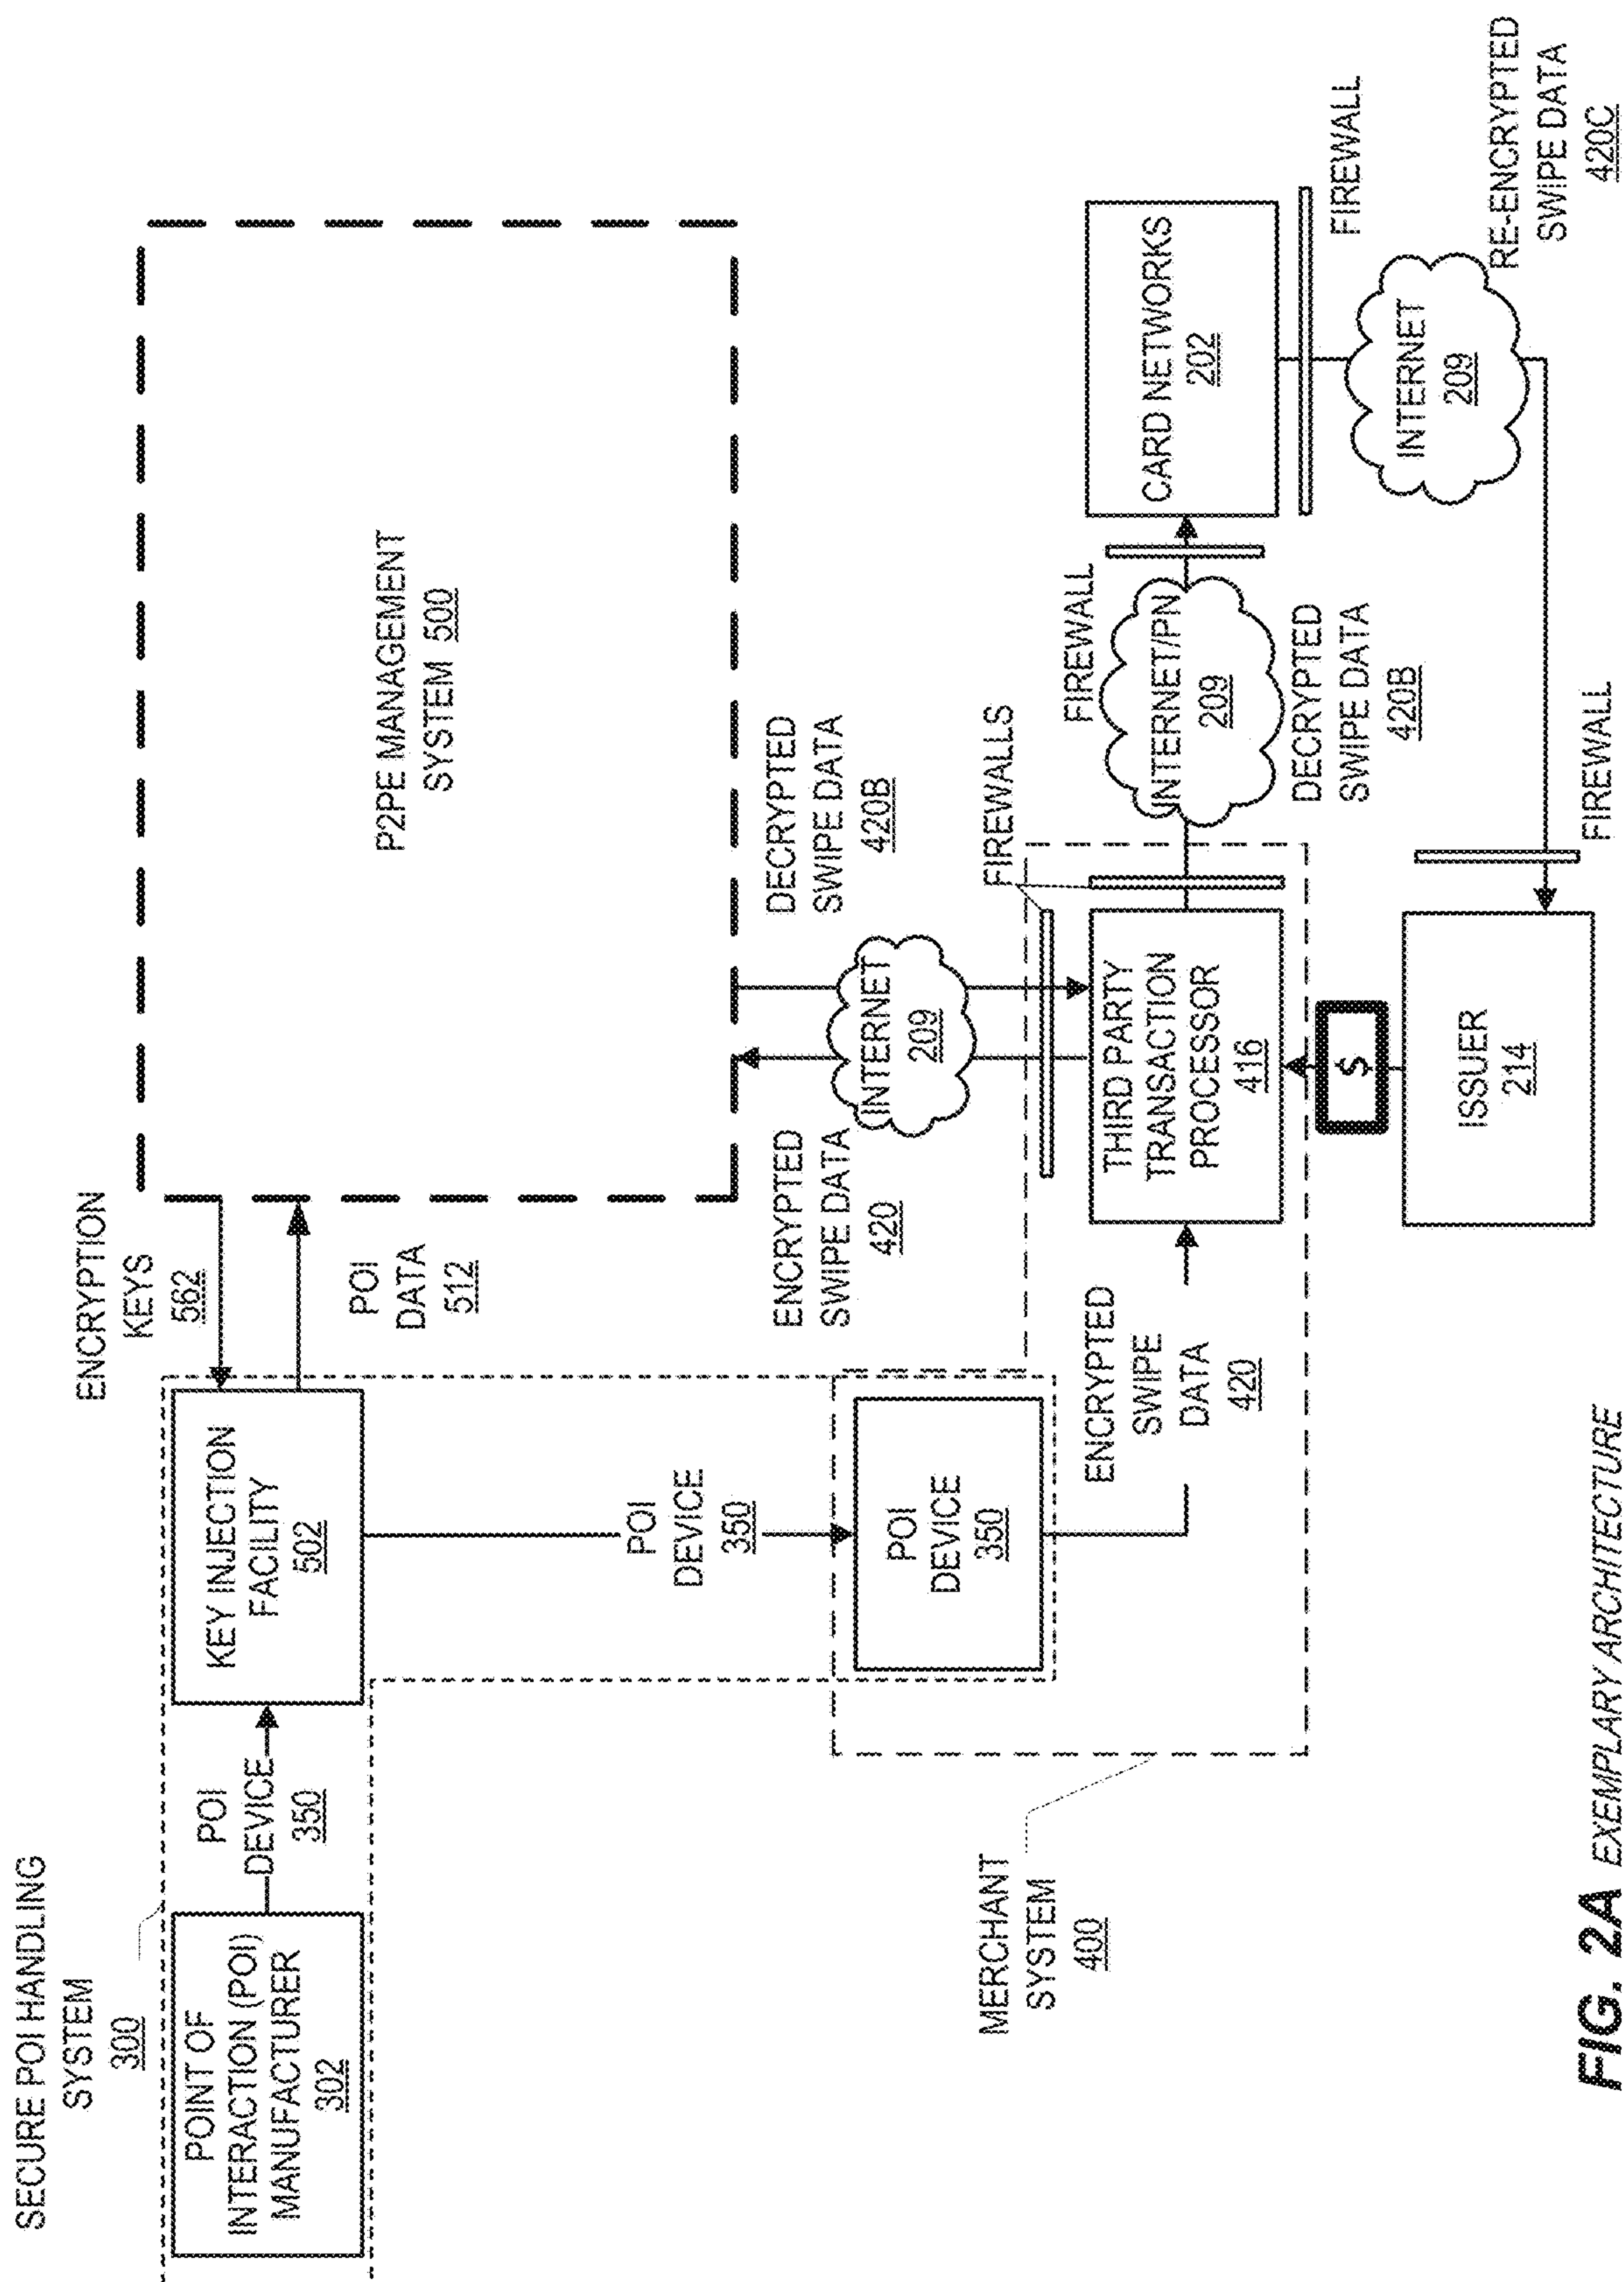 SECURE POI HANDLING
SYSTEM
300
POINT OF
INTERACTION (POI)
MANUFACTURER
302
POI
DEVICE
350
KEY INJECTION
FACILITY
502
ENCRYPTION
KEYS
562
POI
DATA
512
P2PE MANAGEMENT
SYSTEM 500
POI
DEVICE
350
POI
DEVICE
350
ENCRYPTED
SWIPE DATA
420
INTERNET
209
DECRYPTED
SWIPE DATA
420B
MERCHANT
SYSTEM
400
ENCRYPTED
SWIPE
DATA
420
THIRD PARTY
TRANSACTION
PROCESSOR
416
FIREWALLS
FIREWALL
INTERNET/PN
209
DECRYPTED
SWIPE DATA
420B
CARD NETWORKS
202
FIREWALL
INTERNET
209
RE-ENCRYPTED
SWIPE DATA
420C
$
ISSUER
214
FIREWALL
FIG. 2A EXEMPLARY ARCHITECTURE